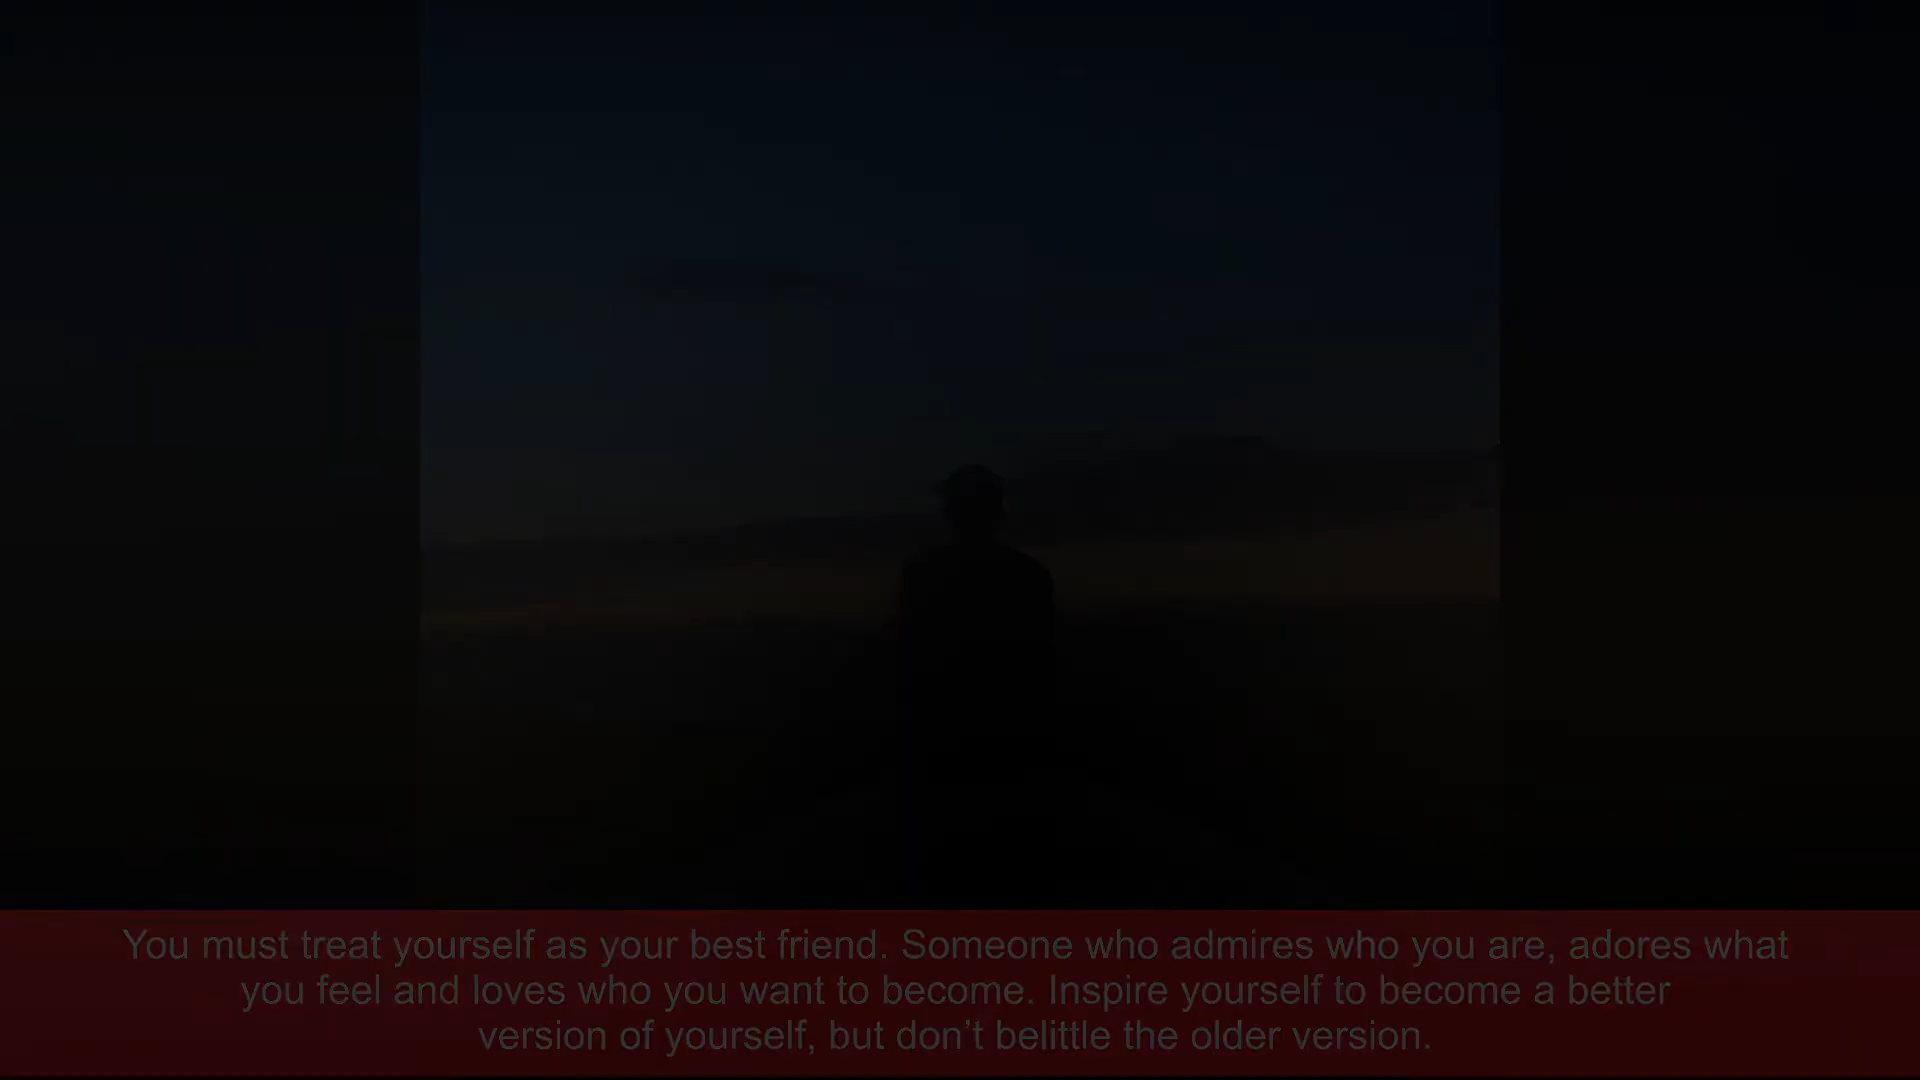 You must treat yourself as your best friend. Someone who admires who you are, adores what
you feel and loves who you want to become. Inspire yourself to become a better
version of yourself, but don’t belittle the older version.